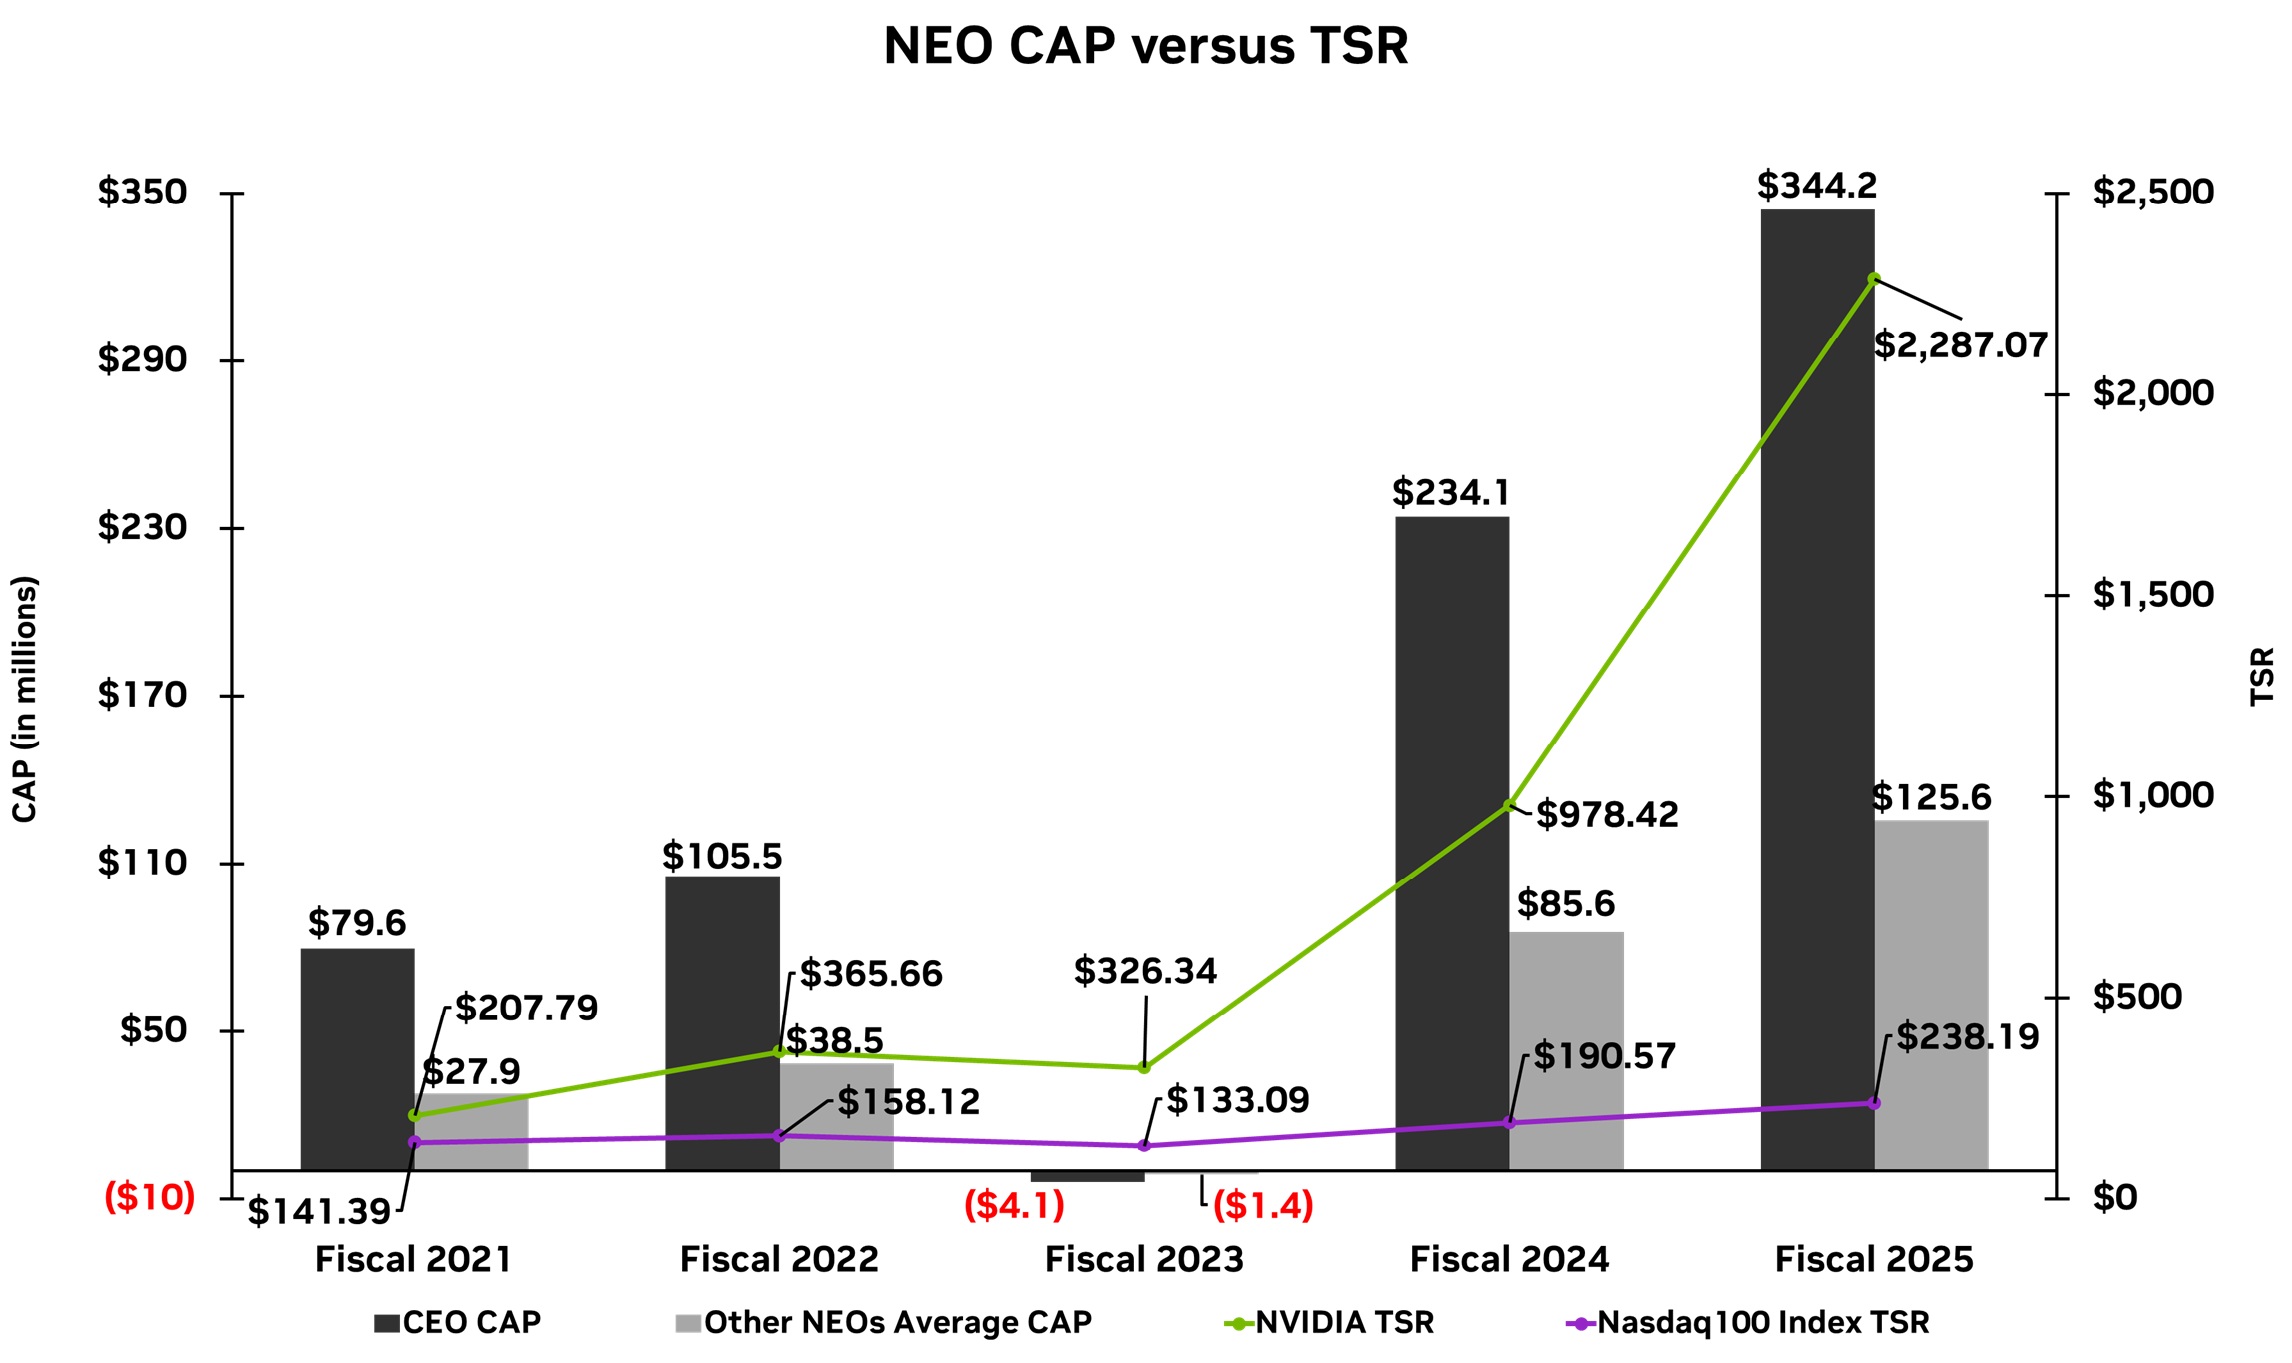 NEO CAP versus TSR
$350
$290
$230
$170
$110
$50
($10)
CAP (in millions)
$2,500
$2,000
$1,500
$1,000
$500
$0
TSR
$79.6
$207.79
$27.9
$141.39
$105.5
$365.66
$38.5
$158.12
$326.34
$133.09
($4.1)
($1.4)
$234.1
$978.42
$85.6
$190.57
$344.2
$2,287.07
$125.6
$238.19
Fiscal 2021
Fiscal 2022
Fiscal 2023
Fiscal 2024
Fiscal 2025
CEO CAP
Other NEOs Average CAP
NVIDIA TSR
Nasdaq100 Index TSR